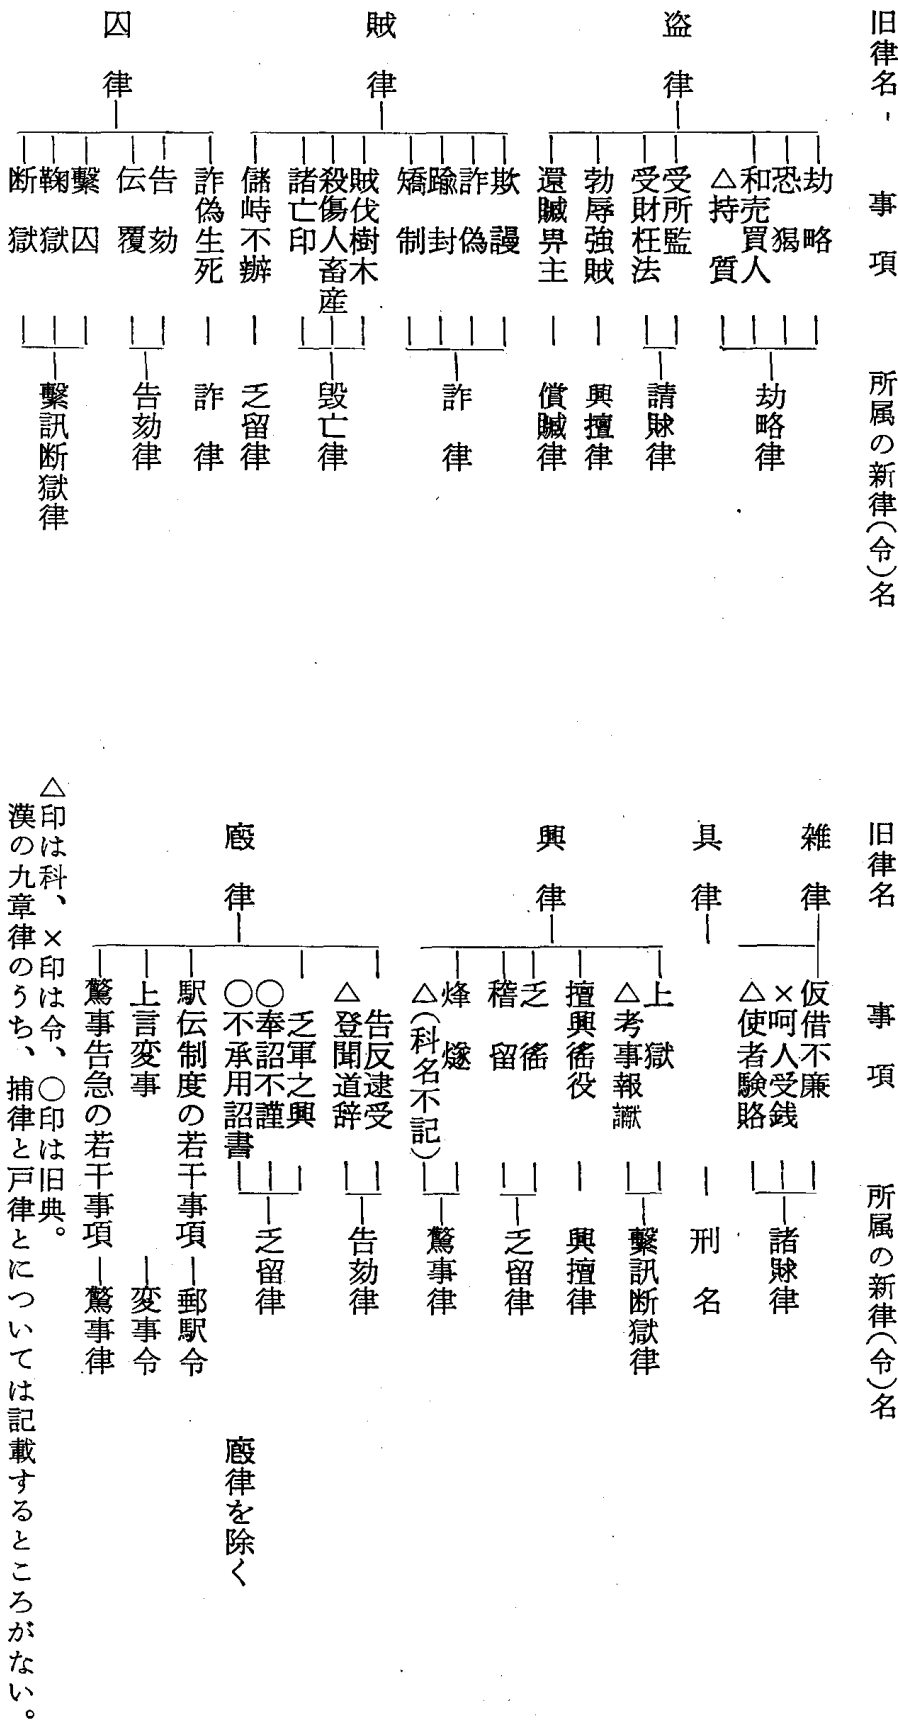 旧律名 事項 所属の新律(令)名
盗律
劫略
恐猲
和売買人
△持質
劫略律
受所監
受財枉法
請賕律
勃辱強賊
興擅律
還贓畀主
償贓律
賊律
欺謾
詐偽
踰封
矯制
詐律
賊伐樹木
殺傷人畜産
諸亡印
毀亡律
儲峙不辦
乏留律
詐偽生死
詐律
囚律
告劾
伝覆
告劾律
繫囚
鞠獄
断獄
繫訊断獄律
旧律名 事項 所属の新律(令)名
雑律
仮借不廉
×呵人受銭
△使者験賂
諸賕律
具律
刑名
興律
上獄
△考事報讞
繫訊断獄律
擅興徭役
興擅律
乏徭
稽留
乏留律
烽燧
△(科名不記)
驚事律
廐律
告反逮受
△登聞道辞
告劾律
乏軍之興
○奉詔不謹
○不承用詔書
乏留律
駅伝制度の若干事項 郵駅令
上言変事 変事令
驚事告急の若干事項 驚事律
廐律を除く
△印は科、×印は令、○印は旧典。
漢の九章律のうち、捕律と戸律とについては記載するところがない。